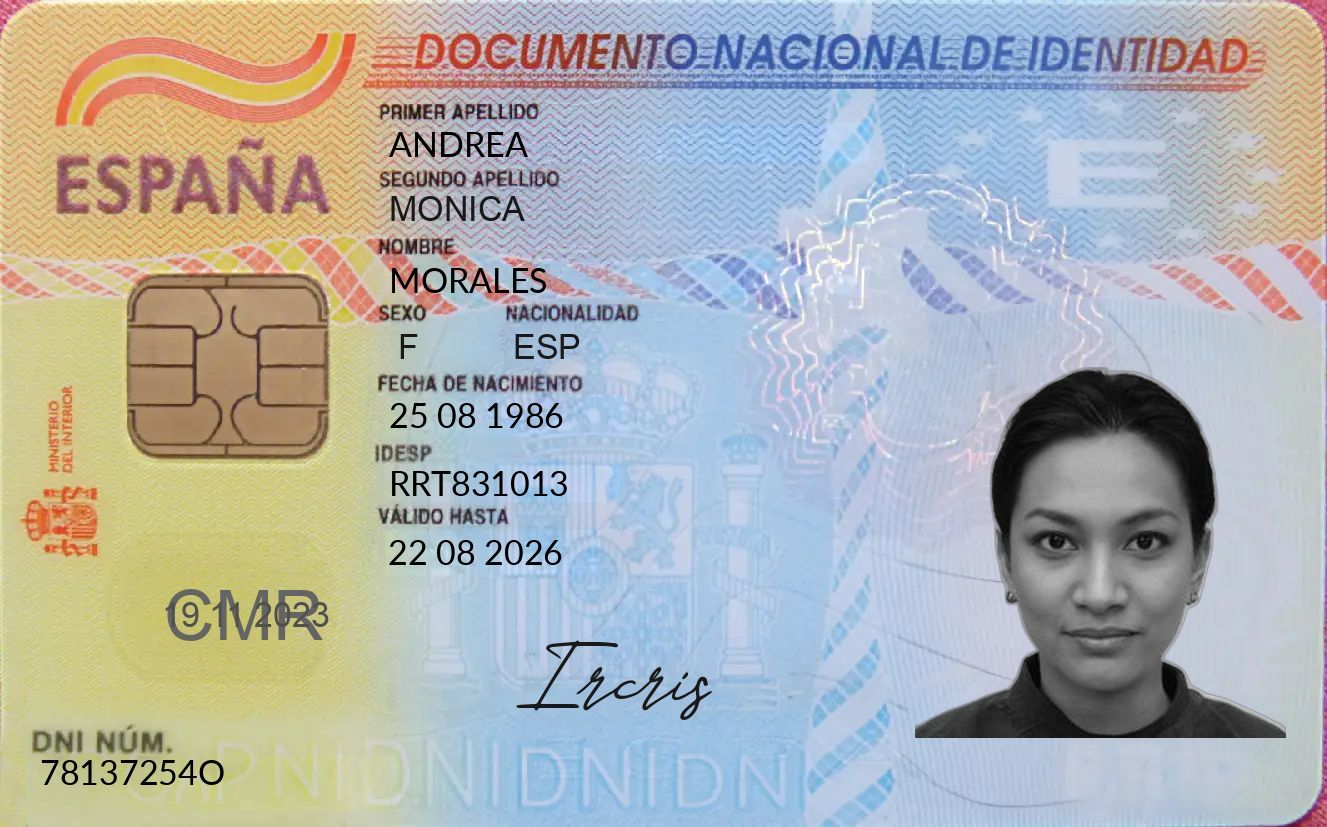 DOCUMENTO NACIONAL DE IDENTIDAD
ESPAÑA
PRIMER APELLIDO
ANDREA
SEGUNDO APELLIDO
MONICA
NOMBRE
MORALES
SEXO NACIONALIDAD
F ESP
FECHA DE NACIMIENTO
25 08 1986
IDESP
RRT831013
VÁLIDO HASTA
22 08 2026
E
MINISTERIO
DEL INTERIOR
CMR
19 11 2023
Ircris
DNI NÚM.
78137254O
DNIDNIDNIDNI